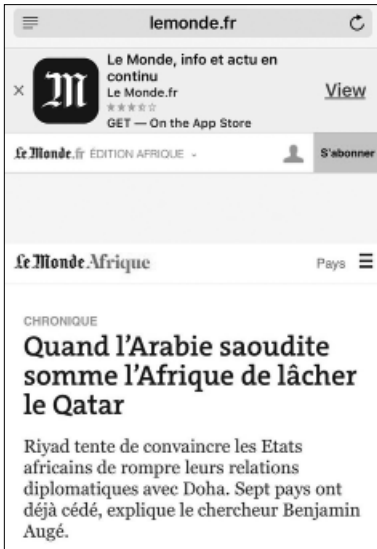 lemonde.fr
Le Monde, info et actu en
continu
Le Monde.fr
GET — On the App Store
View
Le Monde.fr ÉDITION AFRIQUE
S'abonner
Le Monde Afrique
Pays
CHRONIQUE
Quand l'Arabie saoudite
somme l'Afrique de lâcher
le Qatar
Riyad tente de convaincre les Etats
africains de rompre leurs relations
diplomatiques avec Doha. Sept pays ont
déjà cédé, explique le chercheur Benjamin
Augé.